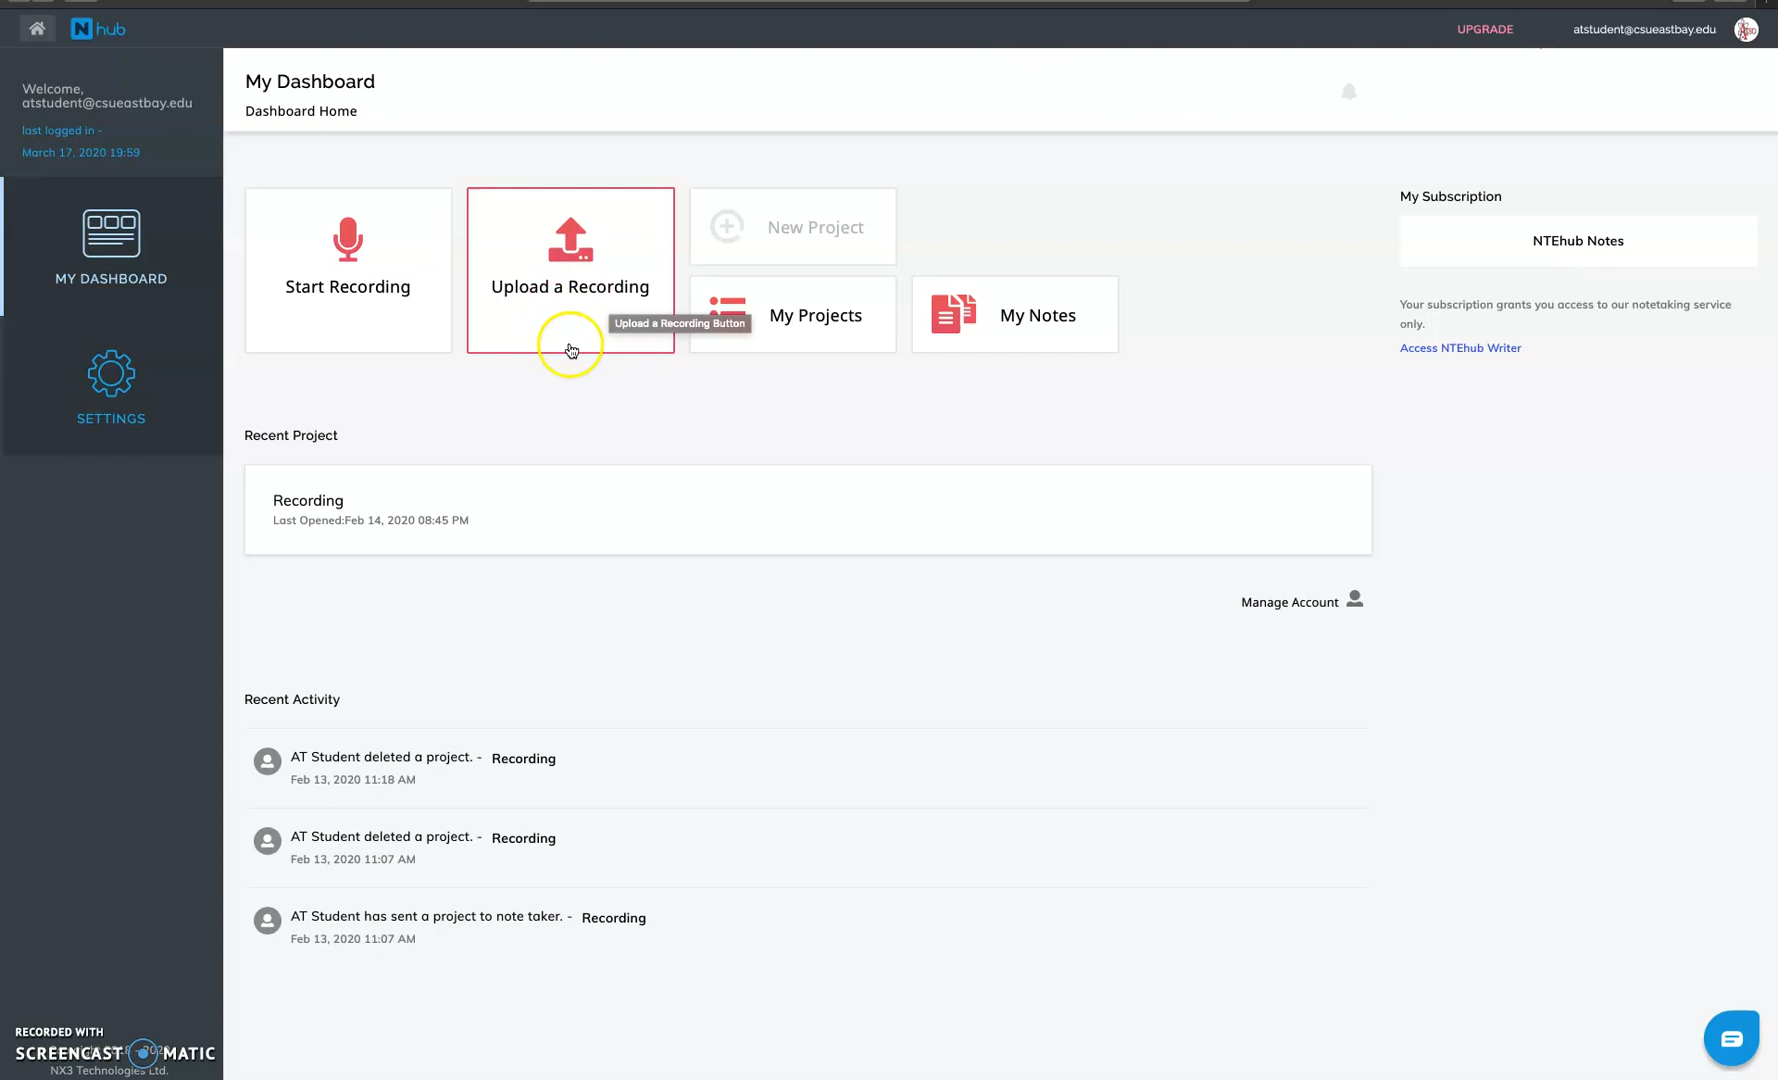 N hub
UPGRADE
atstudent@csueastbay.edu
Welcome,
atstudent@csueastbay.edu
last logged in -
March 17, 2020 19:59
MY DASHBOARD
SETTINGS
My Dashboard
Dashboard Home
Start Recording
Upload a Recording
Upload a Recording Button
New Project
My Projects
My Notes
My Subscription
NTEhub Notes
Your subscription grants you access to our notetaking service
only.
Access NTEhub Writer
Recent Project
Recording
Last Opened:Feb 14, 2020 08:45 PM
Manage Account
Recent Activity
AT Student deleted a project. - Recording
Feb 13, 2020 11:18 AM
AT Student deleted a project. - Recording
Feb 13, 2020 11:07 AM
AT Student has sent a project to note taker. - Recording
Feb 13, 2020 11:07 AM
RECORDED WITH
SCREENCAST MATIC
NX3 Technologies Ltd.